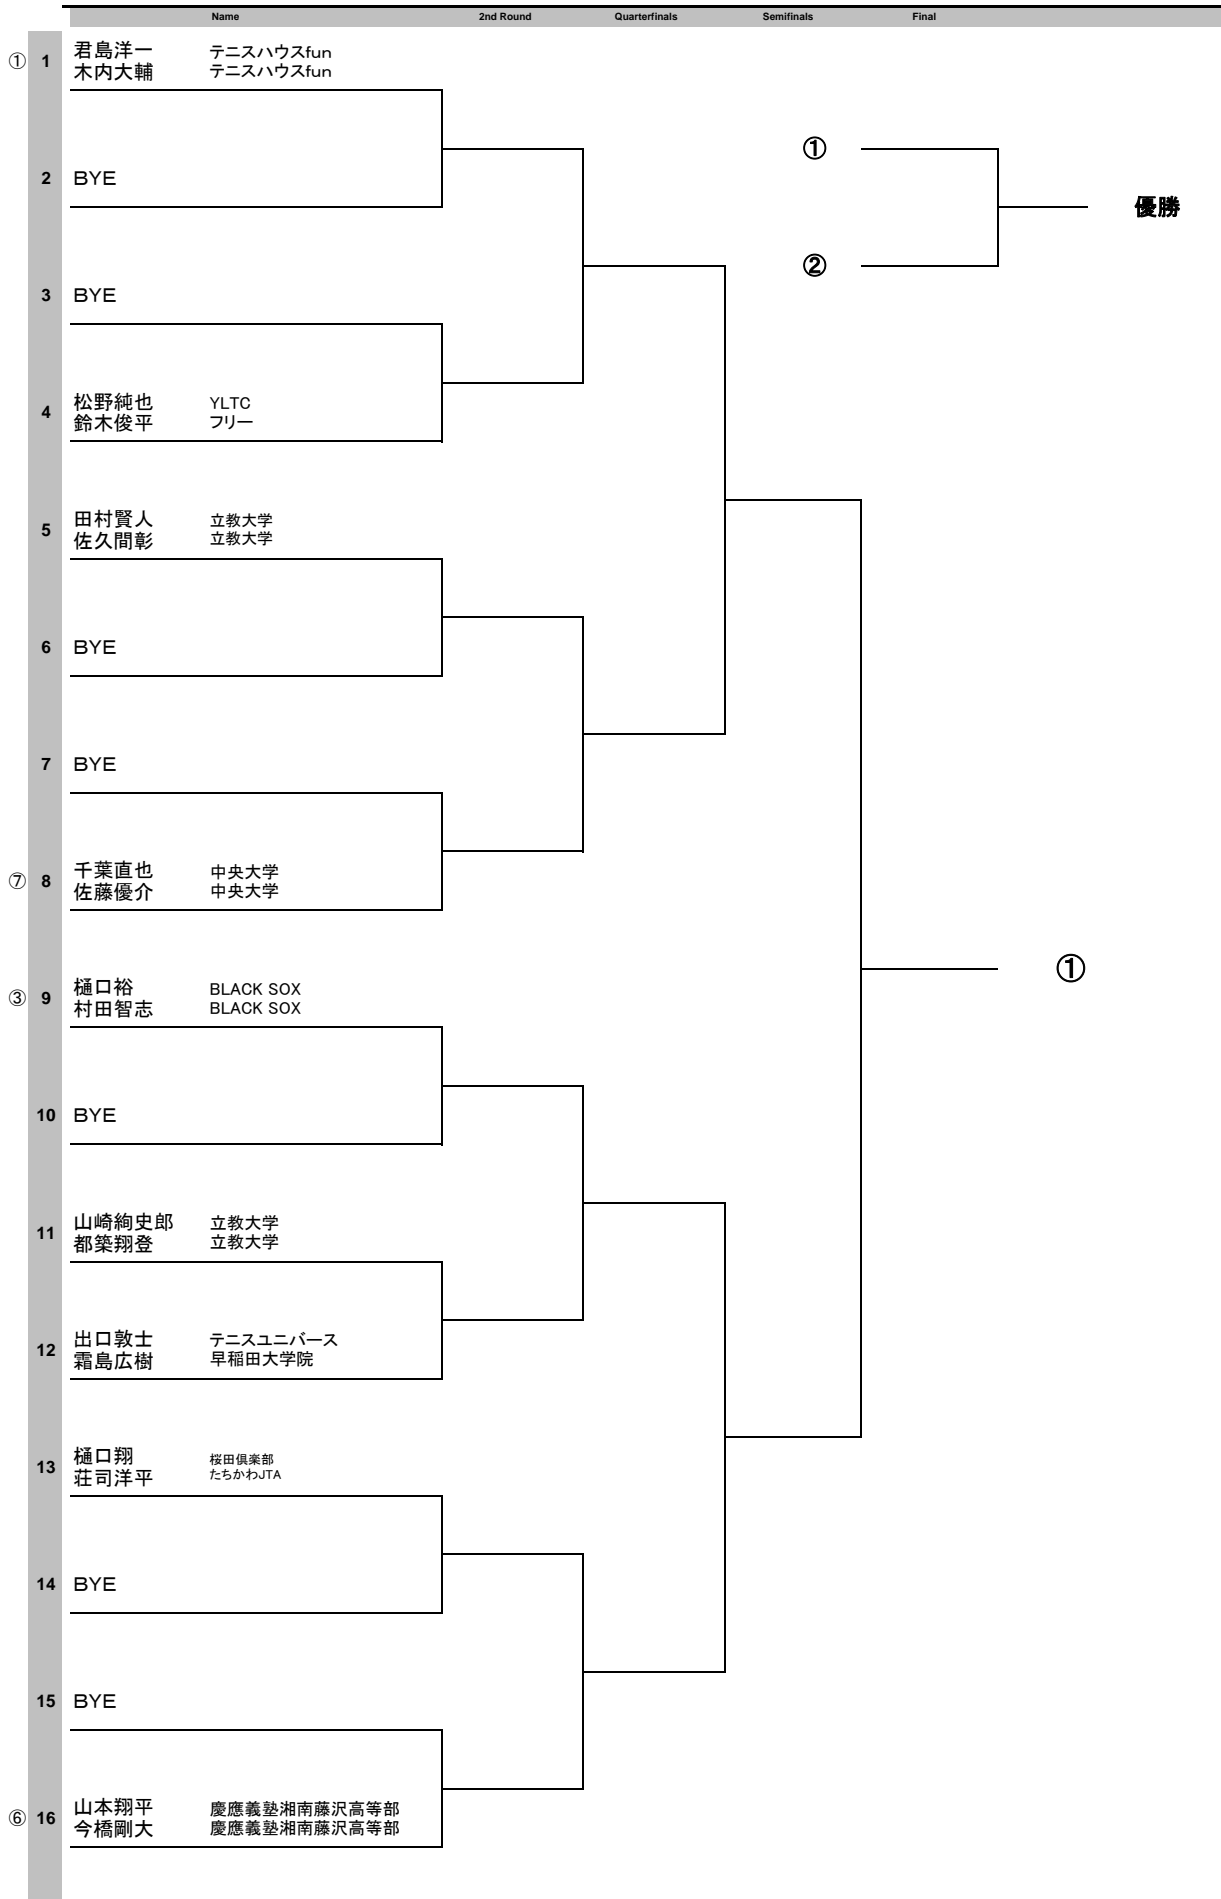 Name 2nd Round Quarterfinals Semifinals Final
① 1 君島洋一 テニスハウスfun
木内大輔 テニスハウスfun
①
2 BYE
優勝
②
3 BYE
4 松野純也 YLTC
鈴木俊平 フリー
5 田村賢人 立教大学
佐久間彰 立教大学
6 BYE
7 BYE
⑦ 8 千葉直也 中央大学
佐藤優介 中央大学
①
③ 9 樋口裕 BLACK SOX
村田智志 BLACK SOX
10 BYE
11 山崎絢史郎 立教大学
都築翔登 立教大学
12 出口敦士 テニスユニバース
霜島広樹 早稲田大学院
13 樋口翔 桜田倶楽部
荘司洋平 たちかわJTA
14 BYE
15 BYE
⑥ 16 山本翔平 慶應義塾湘南藤沢高等部
今橋剛大 慶應義塾湘南藤沢高等部